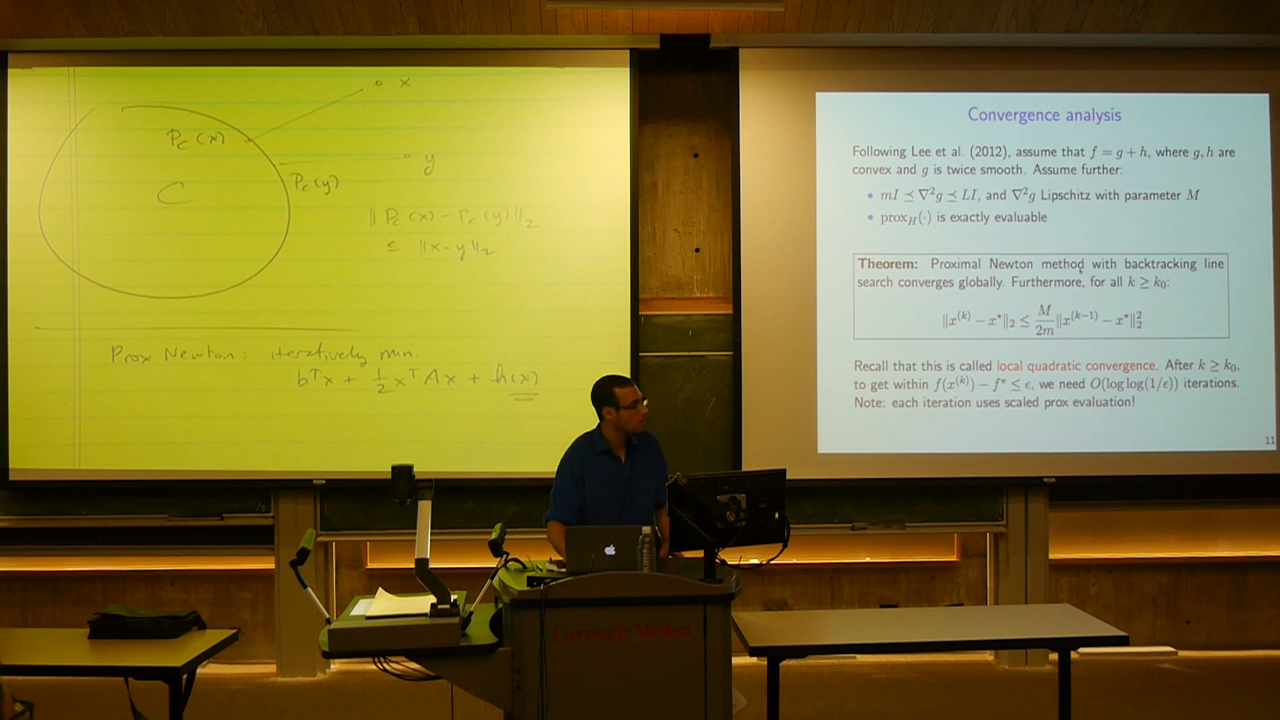 x
P_C(x)
y
C
P_C(y)
‖P_C(x) − P_C(y)‖₂
≤ ‖x−y‖₂
Prox Newton: iteratively min.
bᵀx + ½xᵀAx + h(x)
Convergence analysis
Following Lee et al. (2012), assume that f = g + h, where g, h are
convex and g is twice smooth. Assume further:
• mI ⪯ ∇²g ⪯ LI, and ∇²g Lipschitz with parameter M
• prox_H(·) is exactly evaluable
Theorem: Proximal Newton method with backtracking line
search converges globally. Furthermore, for all k ≥ k₀:
‖x^(k) − x*‖₂ ≤ M/2m ‖x^(k−1) − x*‖₂²
Recall that this is called local quadratic convergence. After k ≥ k₀,
to get within f(x^(k)) − f* ≤ ε, we need O(log log(1/ε)) iterations.
Note: each iteration uses scaled prox evaluation!
11
Carnegie Mellon